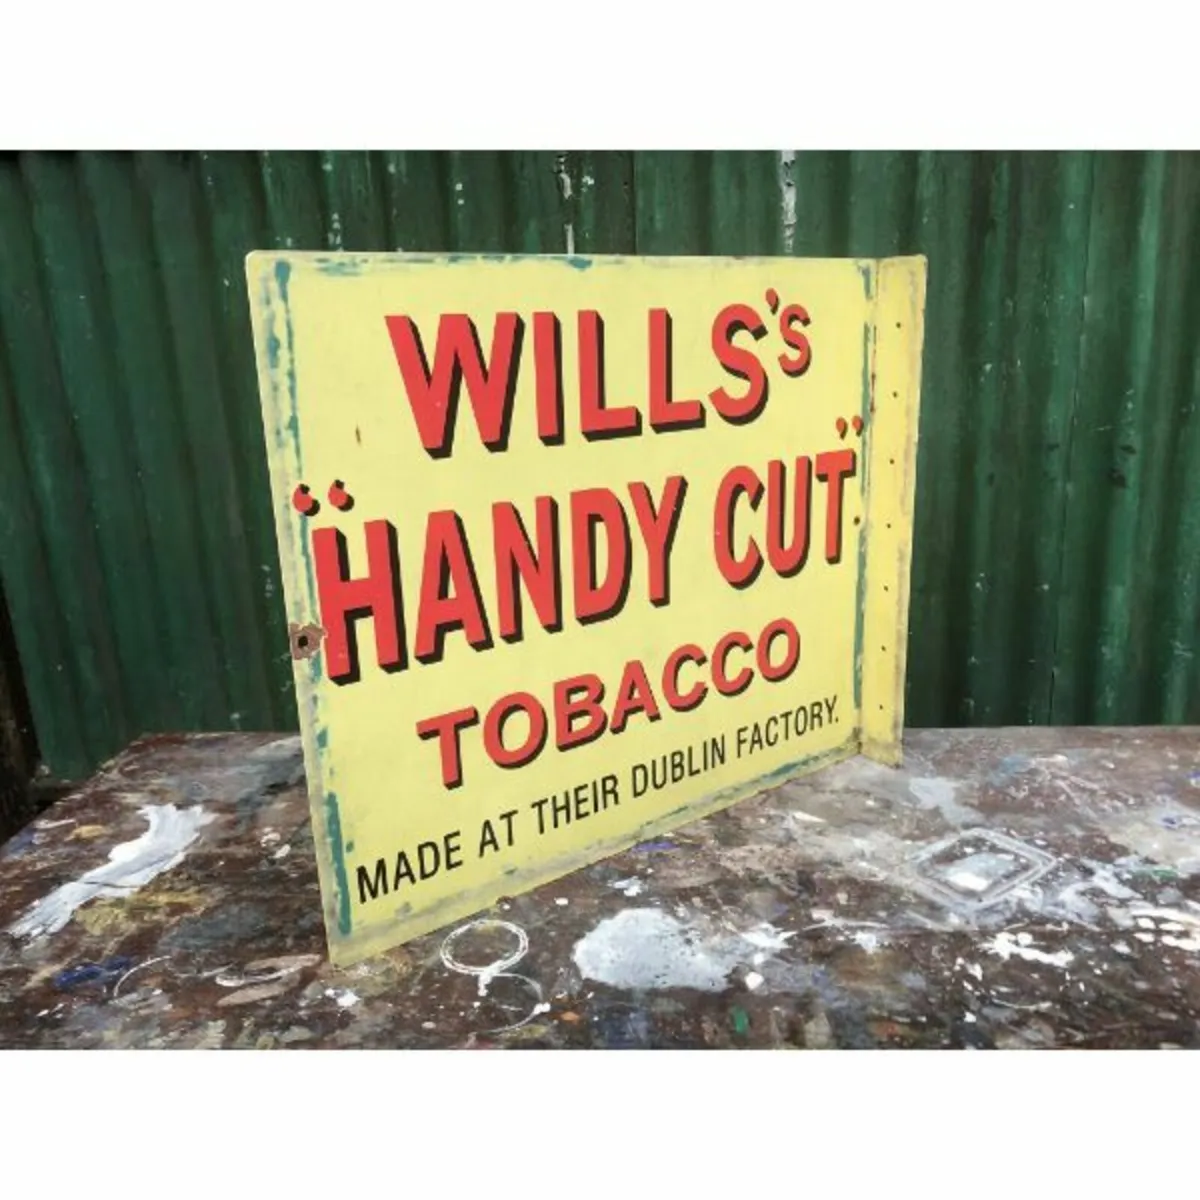 WILLS'S
"HANDY CUT"
TOBACCO
MADE AT THEIR DUBLIN FACTORY.